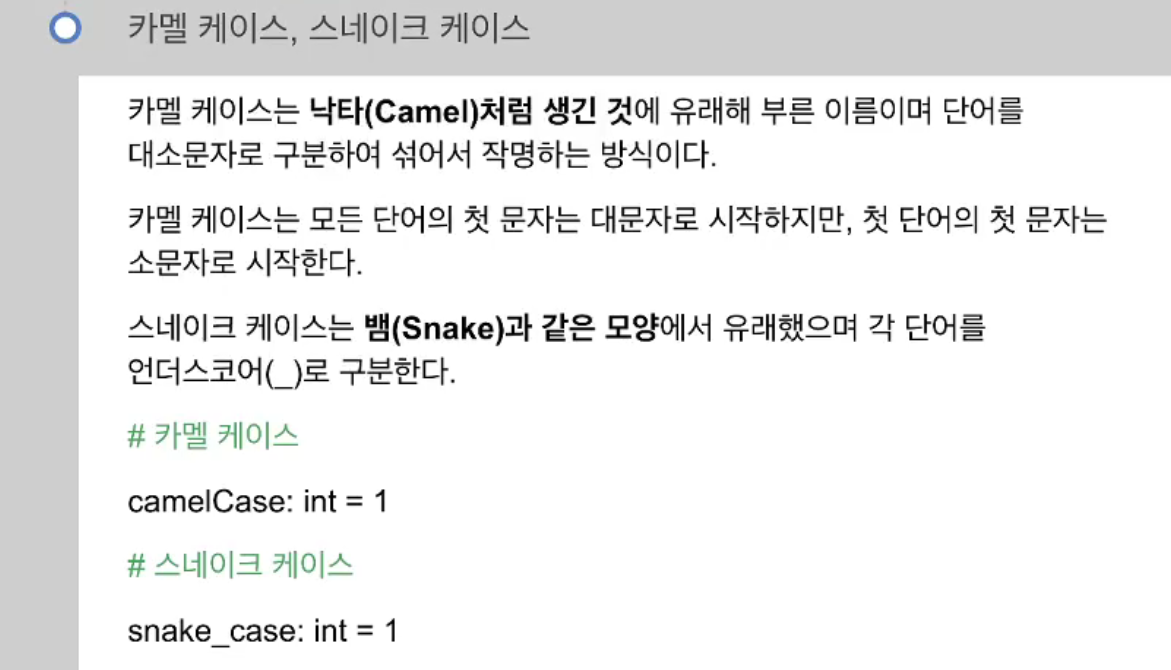 카멜 케이스, 스네이크 케이스
카멜 케이스는 낙타(Camel)처럼 생긴 것에 유래해 부른 이름이며 단어를
대소문자로 구분하여 섞어서 작명하는 방식이다.
카멜 케이스는 모든 단어의 첫 문자는 대문자로 시작하지만, 첫 단어의 첫 문자는
소문자로 시작한다.
스네이크 케이스는 뱀(Snake)과 같은 모양에서 유래했으며 각 단어를
언더스코어(_)로 구분한다.
# 카멜 케이스
camelCase: int = 1
# 스네이크 케이스
snake_case: int = 1